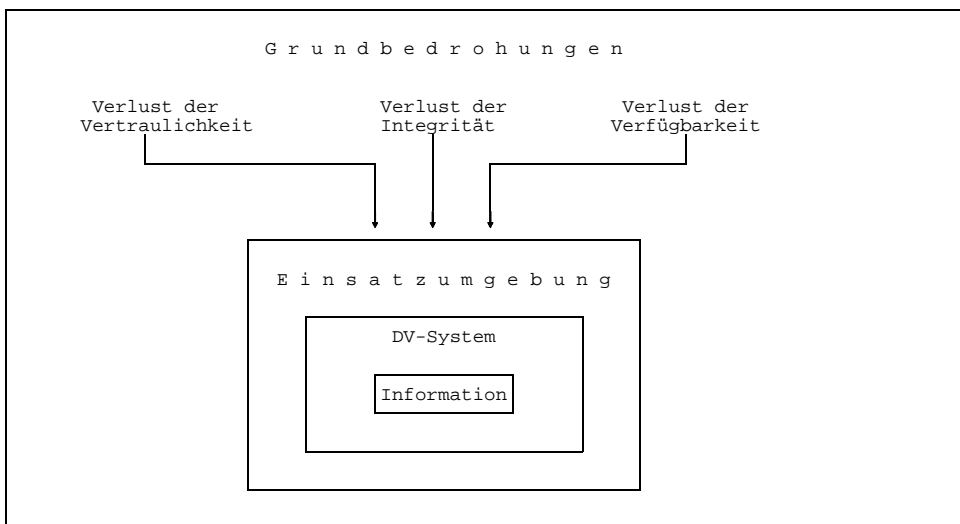 G r u n d b e d r o h u n g e n
Verlust der Vertraulichkeit
Verlust der Integrität
Verlust der Verfügbarkeit
E i n s a t z u m g e b u n g
DV-System
Information